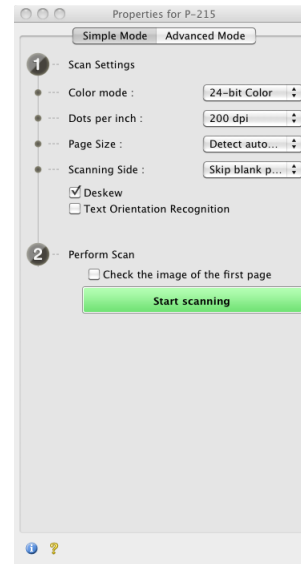 Properties for P-215
Simple Mode Advanced Mode
1 Scan Settings
Color mode : 24-bit Color
Dots per inch : 200 dpi
Page Size : Detect auto...
Scanning Side : Skip blank p...
Deskew
Text Orientation Recognition
2 Perform Scan
Check the image of the first page
Start scanning
i ?